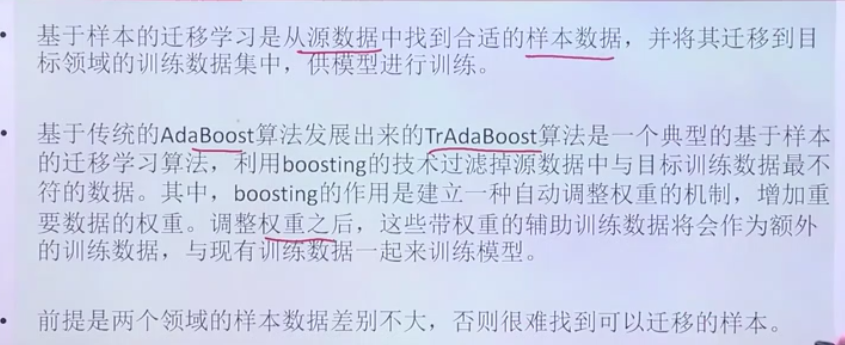 • 基于样本的迁移学习是从源数据中找到合适的样本数据，并将其迁移到目
标领域的训练数据集中，供模型进行训练。
• 基于传统的AdaBoost算法发展出来的TrAdaBoost算法是一个典型的基于样本
的迁移学习算法，利用boosting的技术过滤掉源数据中与目标训练数据最不
符的数据。其中，boosting的作用是建立一种自动调整权重的机制，增加重
要数据的权重。调整权重之后，这些带权重的辅助训练数据将会作为额外
的训练数据，与现有训练数据一起来训练模型。
• 前提是两个领域的样本数据差别不大，否则很难找到可以迁移的样本。